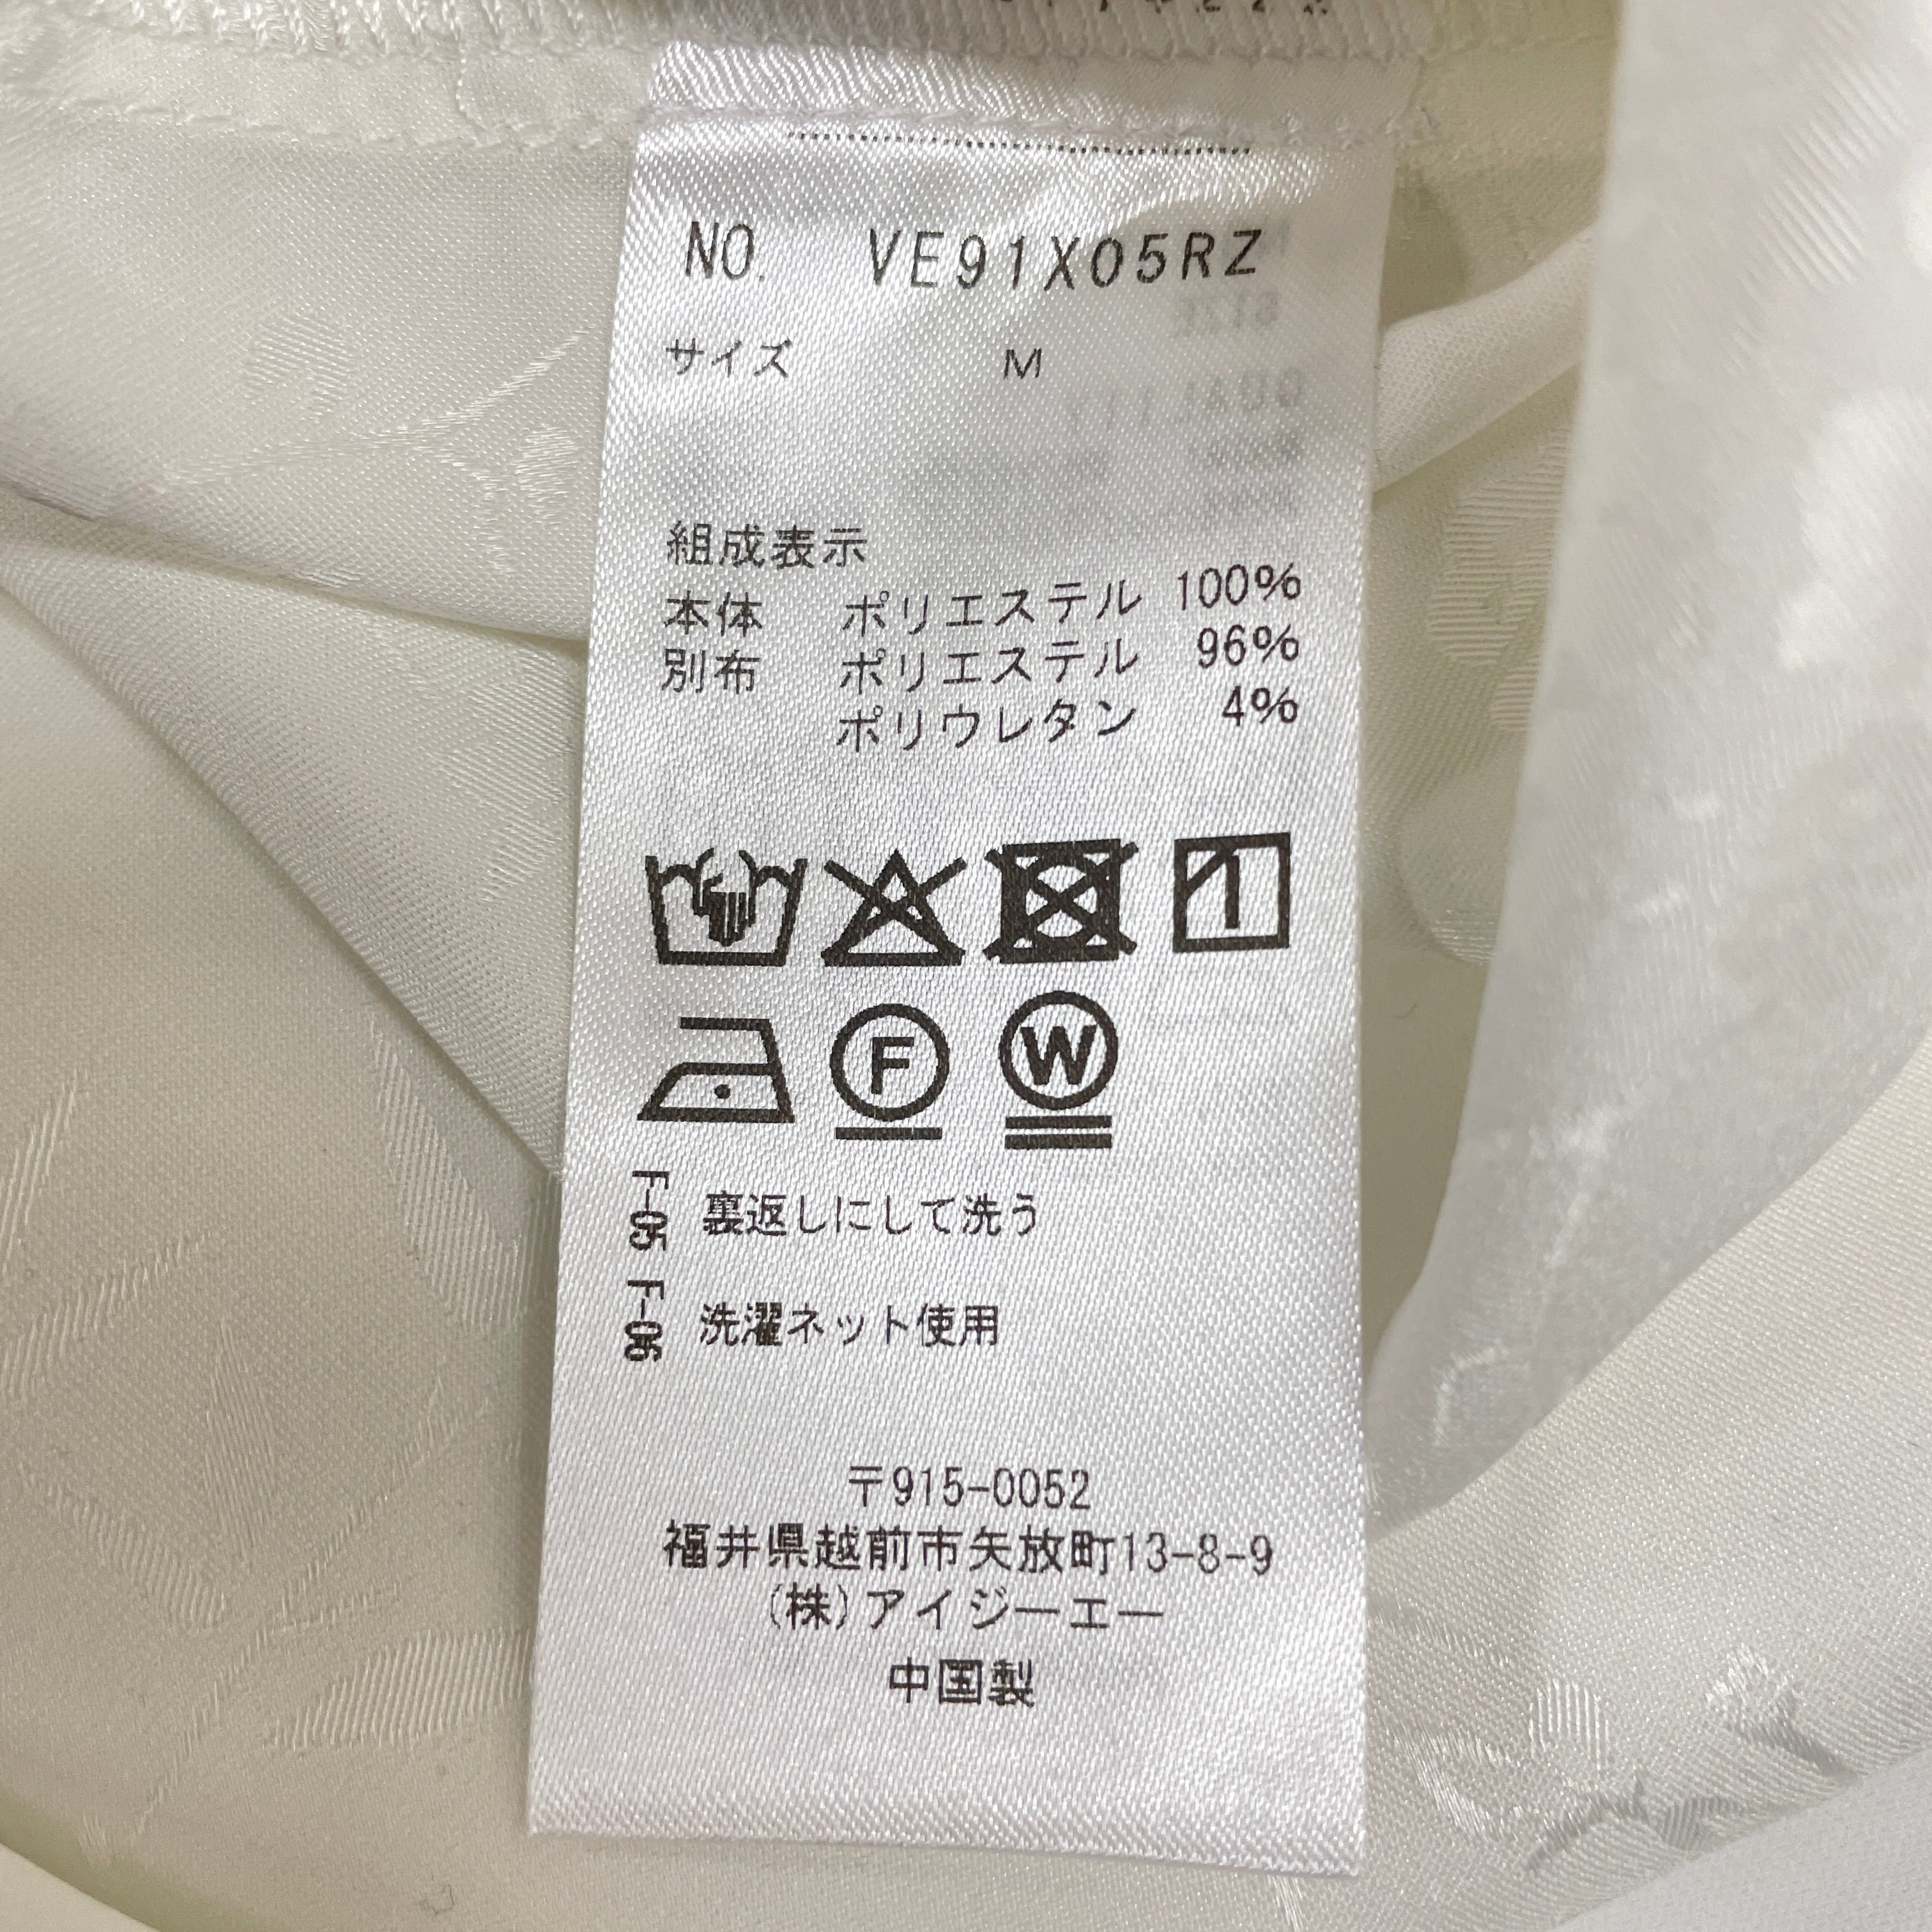 NO. VE91X05RZ
サイズ M
組成表示
本体 ポリエステル 100%
別布 ポリエステル 96%
ポリウレタン 4%
1
F W
F-05 裏返しにして洗う
F-06 洗濯ネット使用
〒915-0052
福井県越前市矢放町13-8-9
(株)アイジーエー
中国製